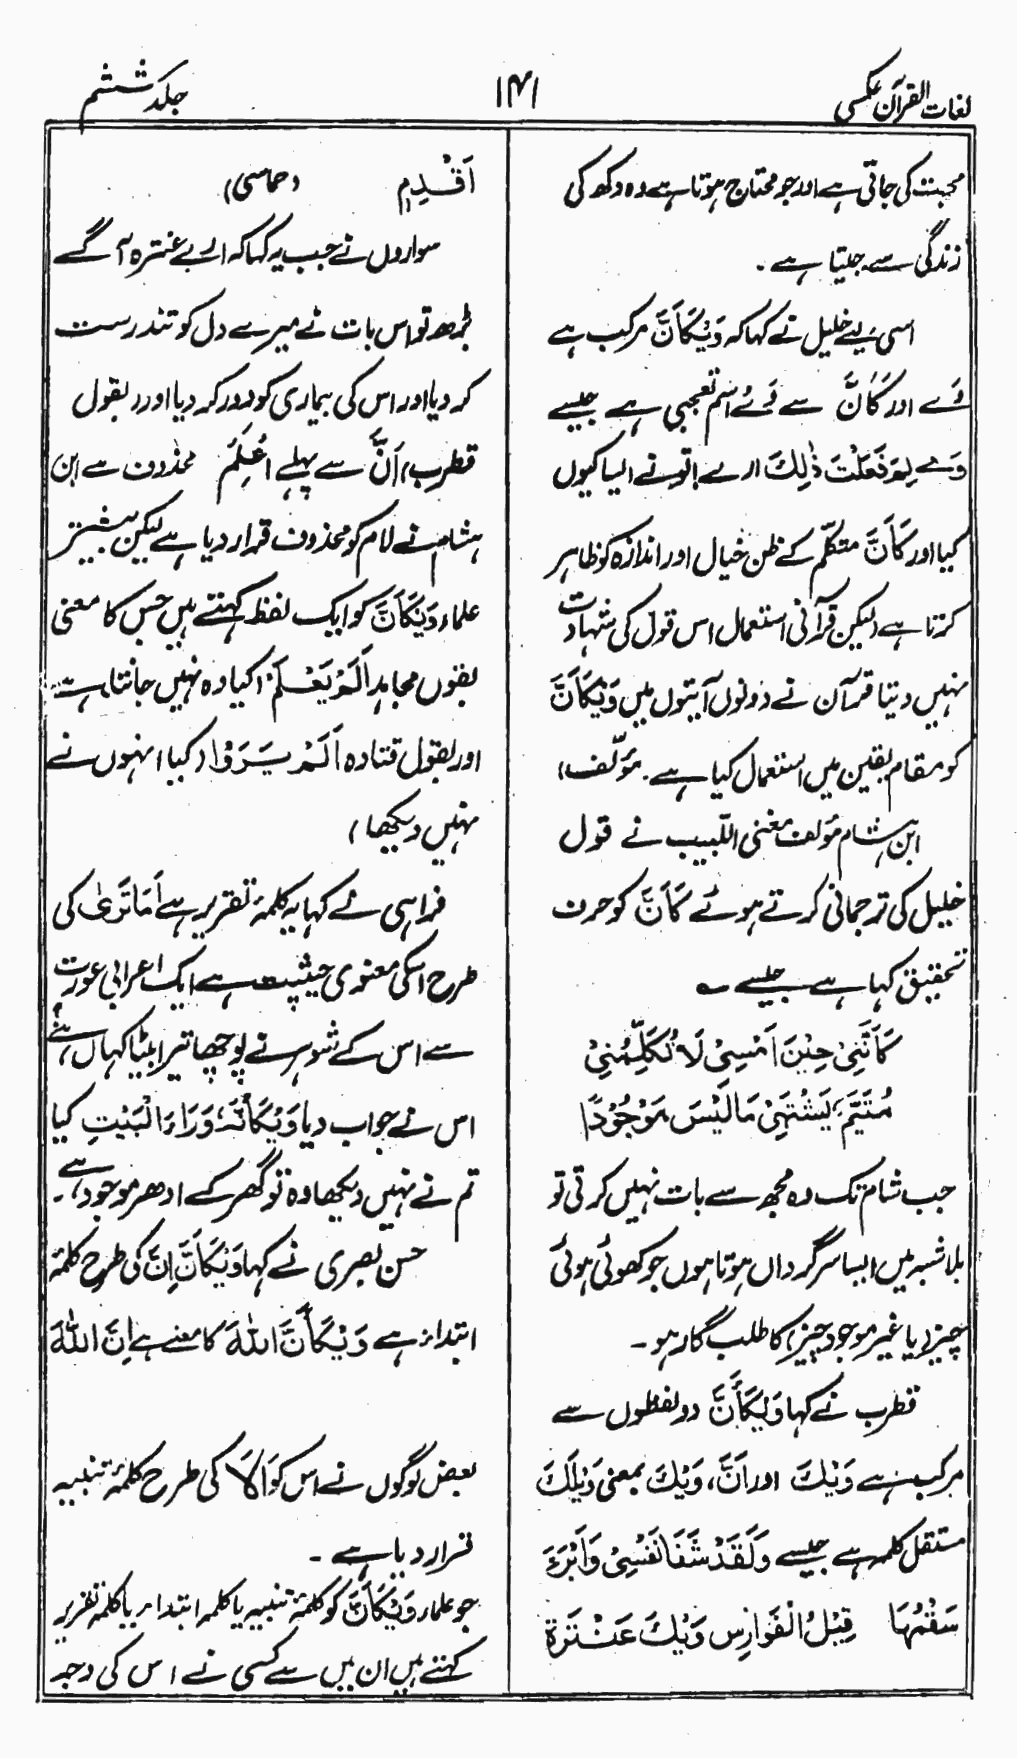 لغات القرآن عکسی
۱۴۱
جلد ششم
محبت کی جاتی ہے اور جو محتاج ہوتا ہے وہ دکھ کی
زندگی سے جیتا ہے۔
اسی لیے خلیل نے کہا کہ وَیْکَاَنَّ مرکب ہے
وَے اور کَاَنَّ سے وَے اسم تعجبی ہے جیسے
وَے لِمَ فَعَلْتَ ذٰلِكَ ارے! تو نے ایسا کیوں
کیا اور کَاَنَّ متکلّم کے ظن خیال اور اندازہ کو ظاہر
کرتا ہے (لیکن قرآنی استعمال اس قول کی شہادت
نہیں دیتا قرآن نے دونوں آیتوں میں وَیْکَاَنَّ
کو مقام یقین میں استعمال کیا ہے۔ مؤلّف)
ابن ہشام مؤلف مغنی اللّبیب نے قول
خلیل کی ترجمانی کرتے ہوئے کَاَنَّ کو حرف
تحقیق کہا ہے جیسے ؎
کَاَنَّنِیْ حِیْنَ اَمْسِیْ لَا تُکَلِّمُنِیْ
مُتَیَّمٌ یَشْتَهِیْ مَا لَیْسَ مَوْجُوْدًا
جب شام تک وہ مجھ سے بات نہیں کرتی تو
بلا شبہ میں ایسا سرگرداں ہوتا ہوں جو کھوئی ہوئی
چیز (یا غیر موجود چیز) کا طلب گار ہو۔
قطرب نے کہا وَیْکَاَنَّ دو لفظوں سے
مرکب ہے وَیْكَ اور اَنَّ، وَیْكَ بمعنی وَیْلَكَ
مستقل کلمہ ہے جیسے وَلَقَدْ شَفَا نَفْسِیْ وَاَبْرَءَ
سَقْمَهَا قِیْلُ الْفَوَارِسِ وَیْكَ عَنْتَرَةَ
اَقْدِمِ (حماسی)
سواروں نے جب یہ کہا کہ ارے عنترہ آگے
بڑھ تو اس بات نے میرے دل کو تندرست
کر دیا اور اس کی بیماری کو دور کر دیا اور (بقول
قطرب) اَنَّ سے پہلے اَعْلَمُ محذوف ہے ابن
ہشام نے لام کو محذوف قرار دیا ہے لیکن بیشتر
علماء وَیْکَاَنَّ کو ایک لفظ کہتے ہیں جس کا معنی
بقول مجاہد اَلَمْ یَعْلَمْ (کیا وہ نہیں جانتا) ہے
اور بقول قتادہ اَلَمْ یَرَوْا (کیا انہوں نے
نہیں دیکھا)
فراہی نے کہا یہ کلمۂ تقریر ہے اَمَا تَرٰی کی
طرح اسکی معنوی حیثیت ہے ایک اعرابی عورت
سے اس کے شوہر نے پوچھا تیرا بیٹا کہاں ہے؟
اس نے جواب دیا وَیْکَاَنَّهٗ وَرَاءَ الْبَیْتِ کیا
تم نے نہیں دیکھا وہ تو گھر کے ادھر موجود ہے۔
حسن بصری نے کہا وَیْکَاَنَّ اِنَّ کی طرح کلمۂ
ابتداء ہے وَیْکَاَنَّ اللّٰهَ کا معنے ہے اِنَّ اللّٰهَ
بعض لوگوں نے اس کو اَلَا کی طرح کلمۂ تنبیہ
قرار دیا ہے۔
جو علماء وَیْکَاَنَّ کو کلمۂ تنبیہ یا کلمہ ابتداء یا کلمۂ تقریر
کہتے ہیں ان میں سے کسی نے اس کی وجہ